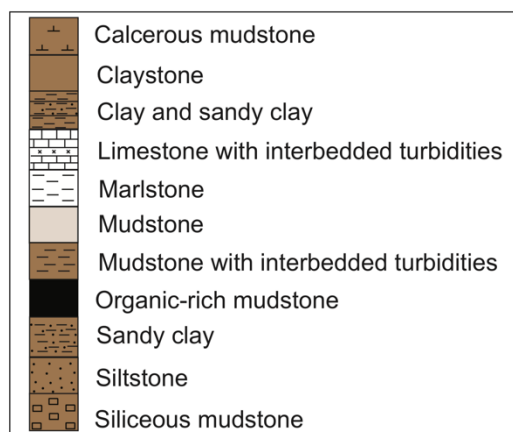 Calcerous mudstone
Claystone
Clay and sandy clay
Limestone with interbedded turbidities
Marlstone
Mudstone
Mudstone with interbedded turbidities
Organic-rich mudstone
Sandy clay
Siltstone
Siliceous mudstone